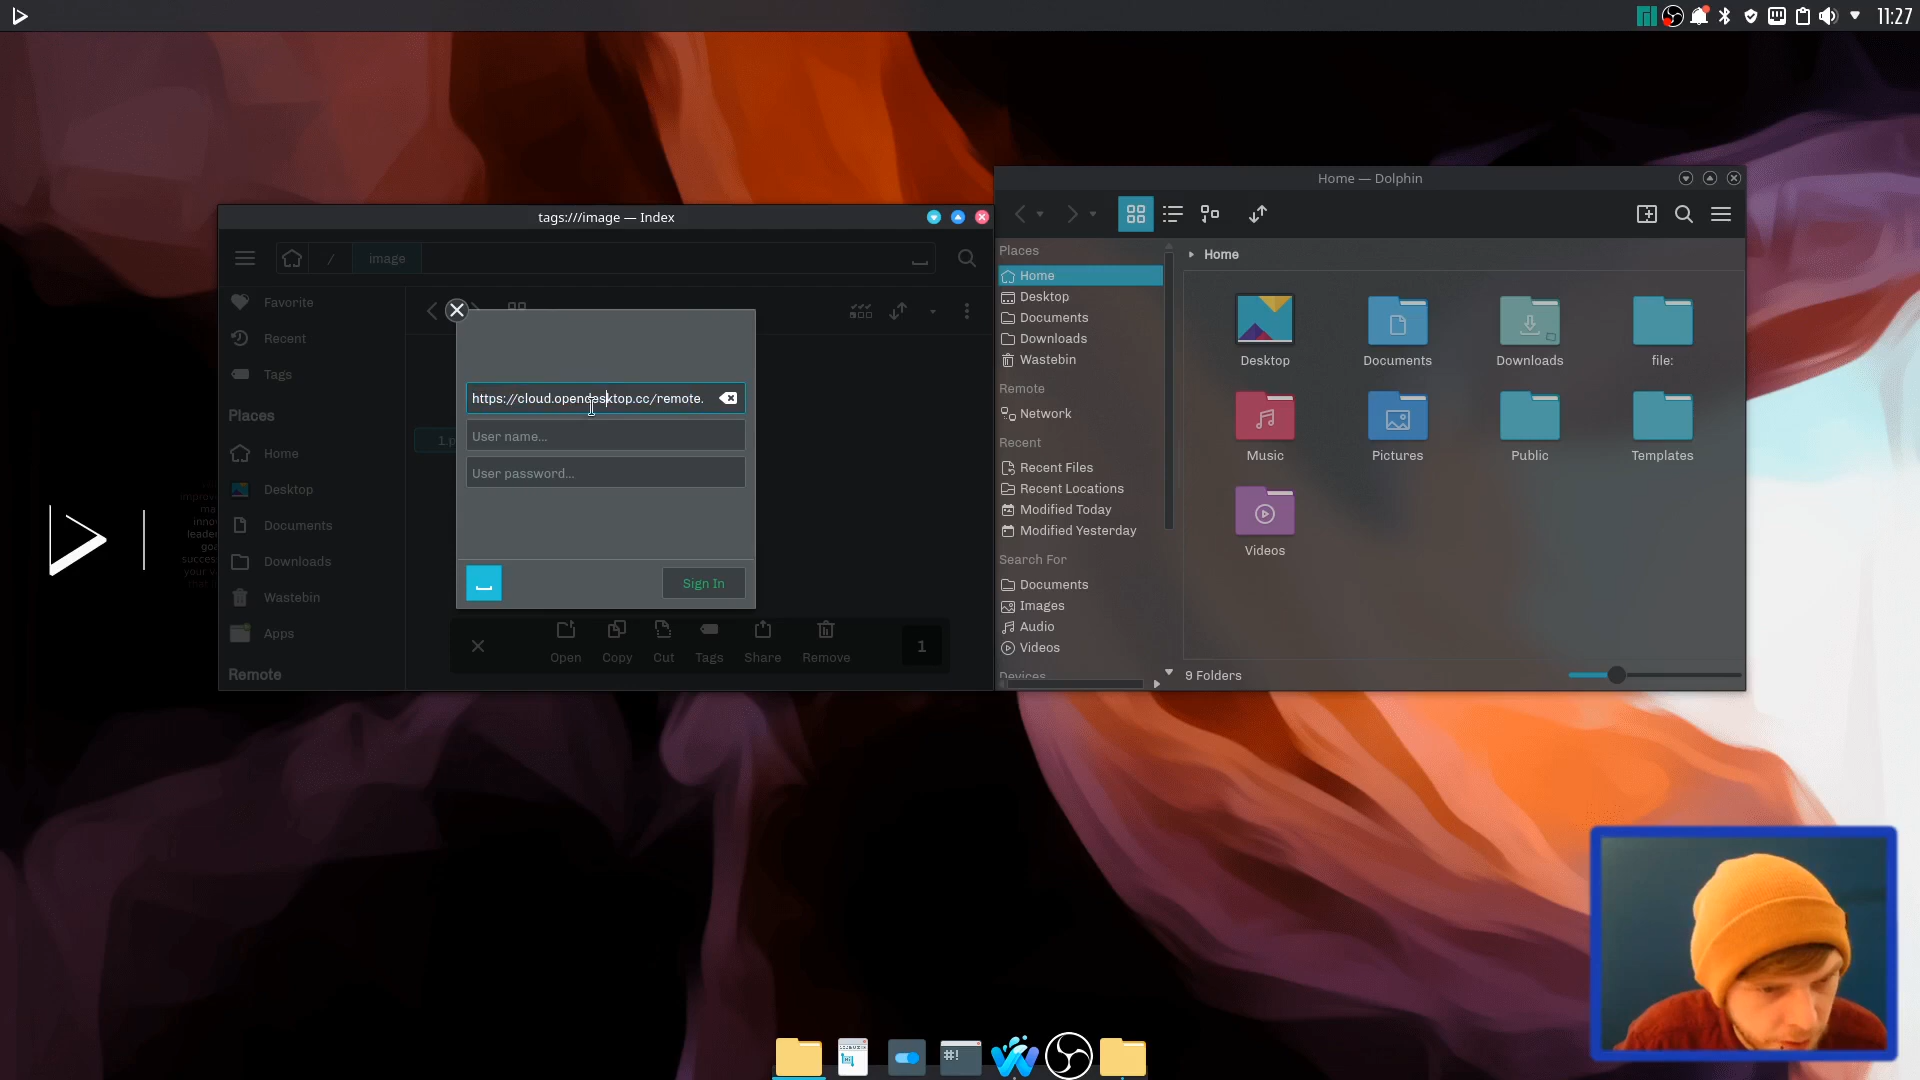 11:27
tags:///image — Index
/
image
Favorite
Recent
Tags
Places
Home
Desktop
Documents
Downloads
Wastebin
Apps
Remote
https://cloud.opendesktop.cc/remote.
User name...
User password...
Sign In
Open
Copy
Cut
Tags
Share
Remove
1
Home — Dolphin
Places
Home
Desktop
Documents
Downloads
Wastebin
Remote
Network
Recent
Recent Files
Recent Locations
Modified Today
Modified Yesterday
Search For
Documents
Images
Audio
Videos
Devices
Home
Desktop
Documents
Downloads
file:
Music
Pictures
Public
Templates
Videos
9 Folders
#!